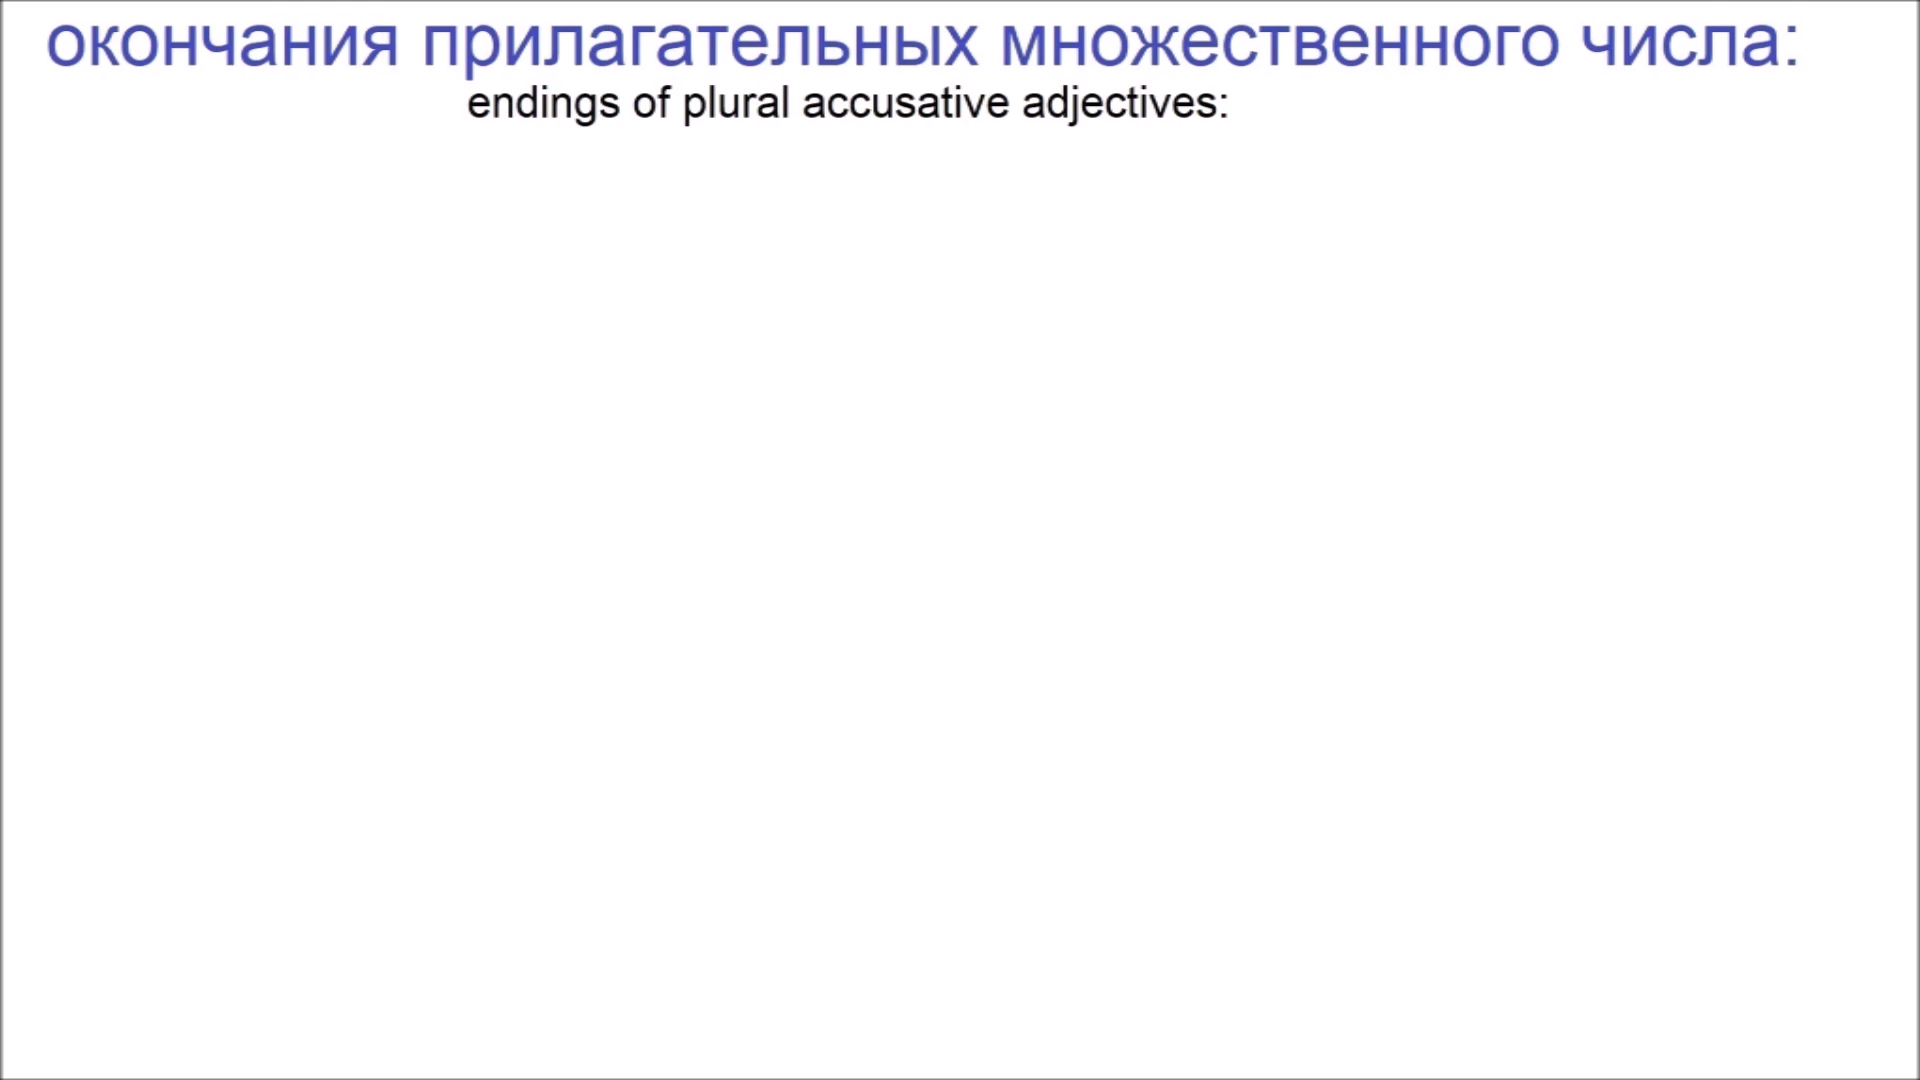 окончания прилагательных множественного числа:
endings of plural accusative adjectives: